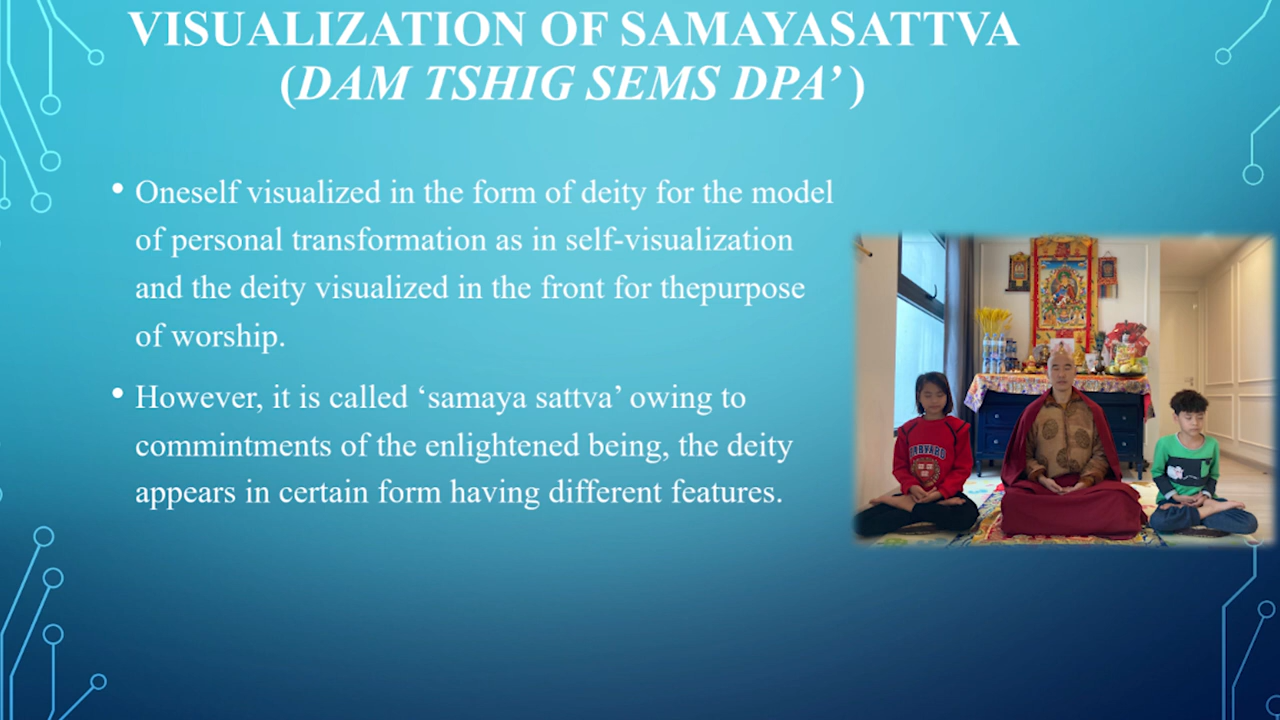 VISUALIZATION OF SAMAYASATTVA
(DAM TSHIG SEMS DPA’ )
• Oneself visualized in the form of deity for the model
of personal transformation as in self-visualization
and the deity visualized in the front for thepurpose
of worship.
• However, it is called ‘samaya sattva’ owing to
commintments of the enlightened being, the deity
appears in certain form having different features.